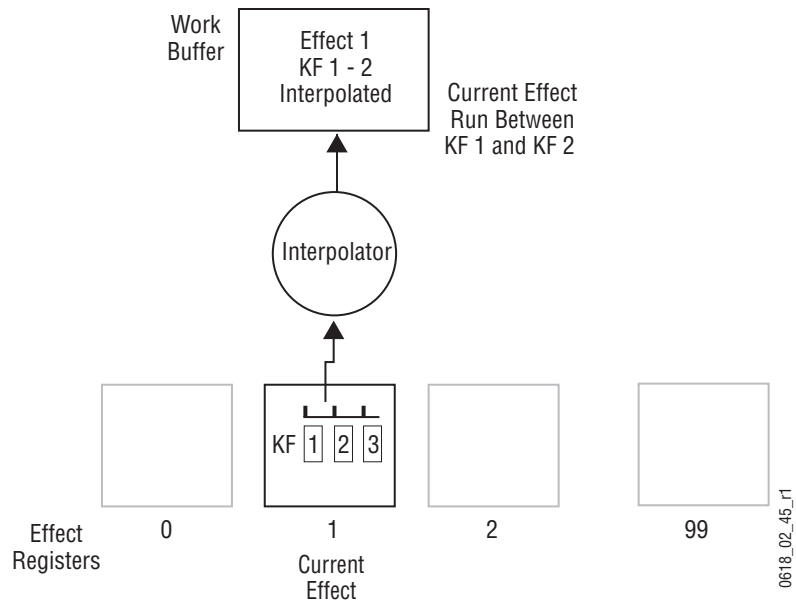 Work
Buffer
Effect 1
KF 1 - 2
Interpolated
Current Effect
Run Between
KF 1 and KF 2
Interpolator
KF 1 2 3
Effect
Registers
0
1
2
99
Current
Effect
0618_02_45_r1